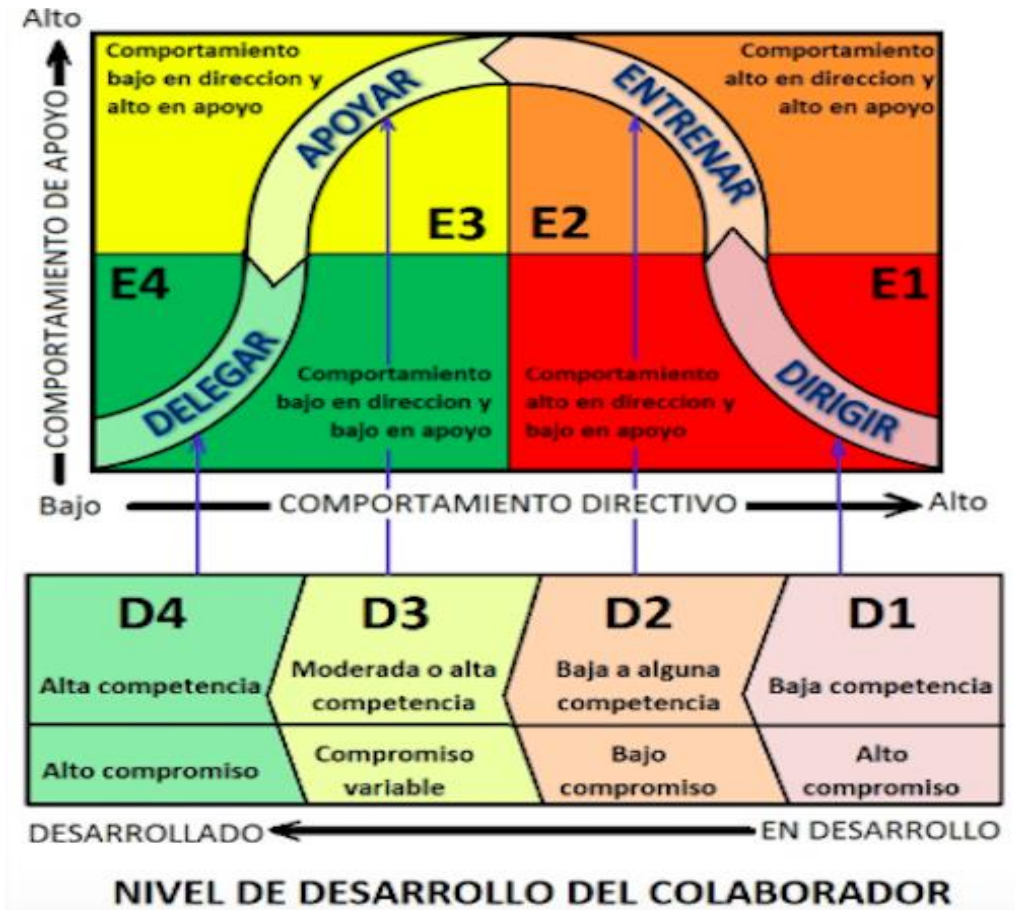 Alto
COMPORTAMIENTO DE APOYO
Comportamiento
bajo en direccion y
alto en apoyo
APOYAR
ENTRENAR
Comportamiento
alto en direccion y
alto en apoyo
E3
E2
E4
E1
DELEGAR
Comportamiento
bajo en direccion y
bajo en apoyo
Comportamiento
alto en direccion y
bajo en apoyo
DIRIGIR
Bajo
COMPORTAMIENTO DIRECTIVO
Alto
D4
Alta competencia
Alto compromiso
D3
Moderada o alta
competencia
Compromiso
variable
D2
Baja a alguna
competencia
Bajo
compromiso
D1
Baja competencia
Alto
compromiso
DESARROLLADO
EN DESARROLLO
NIVEL DE DESARROLLO DEL COLABORADOR